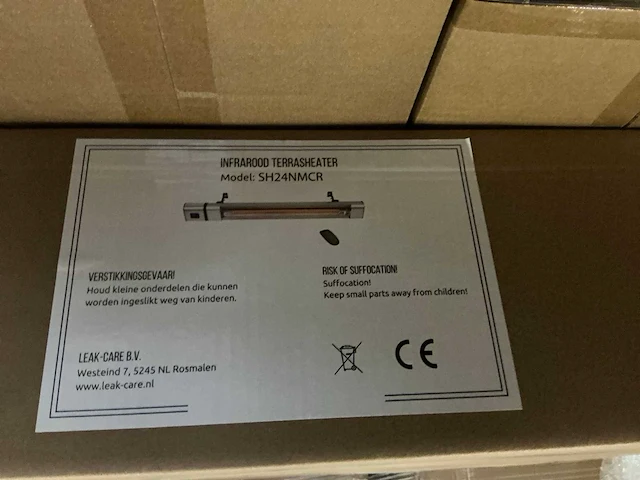 INFRAROOD TERRASHEATER
Model: SH24NMCR
VERSTIKKINGSGEVAAR!
Houd kleine onderdelen die kunnen
worden ingeslikt weg van kinderen.
RISK OF SUFFOCATION!
Suffocation!
Keep small parts away from children!
LEAK-CARE B.V.
Westeind 7, 5245 NL Rosmalen
www.leak-care.nl
CE